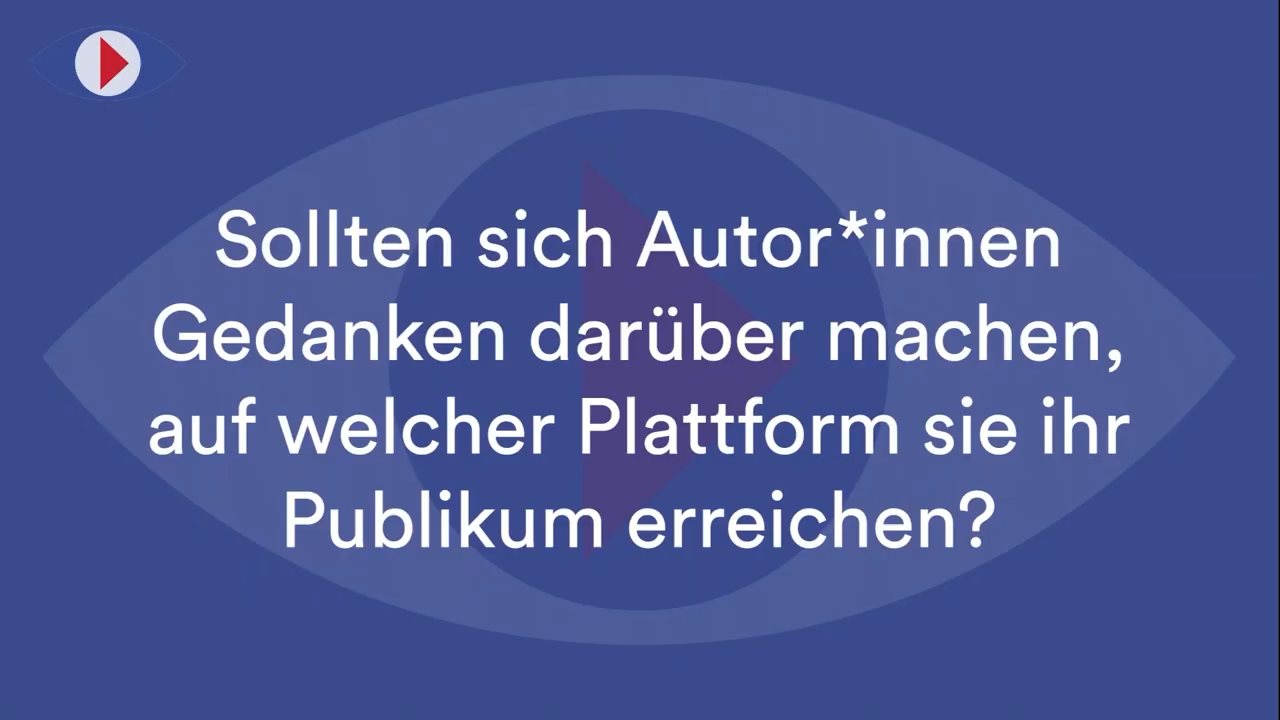 Sollten sich Autor*innen
Gedanken darüber machen,
auf welcher Plattform sie ihr
Publikum erreichen?